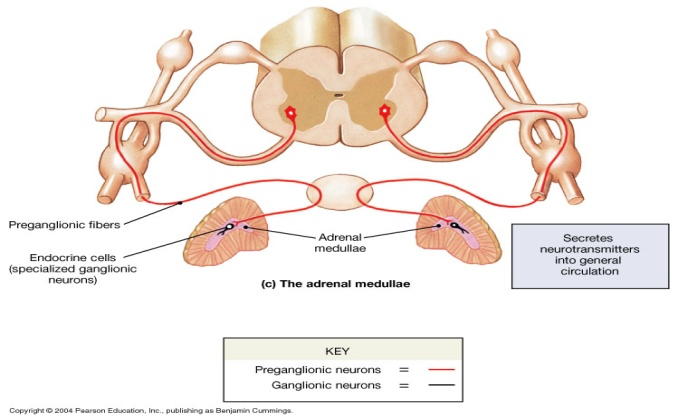 Preganglionic fibers
Endocrine cells
(specialized ganglionic
neurons)
Adrenal
medullae
Secretes
neurotransmitters
into general
circulation
(c) The adrenal medullae
KEY
Preganglionic neurons =
Ganglionic neurons =
Copyright © 2004 Pearson Education, Inc., publishing as Benjamin Cummings.